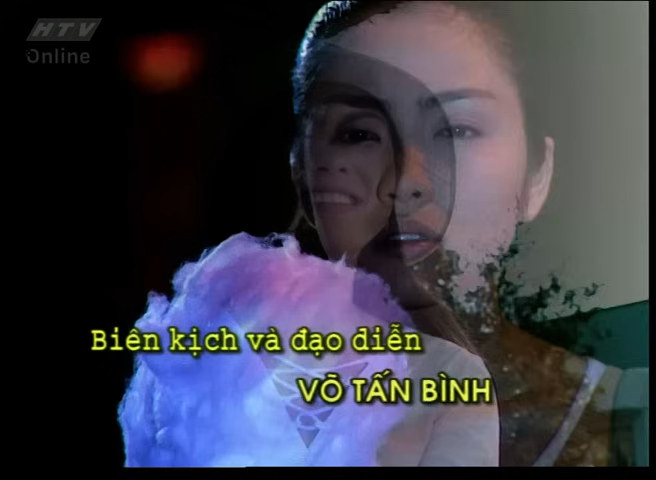 HTV
Online
Biên kịch và đạo diễn
VÕ TẤN BÌNH